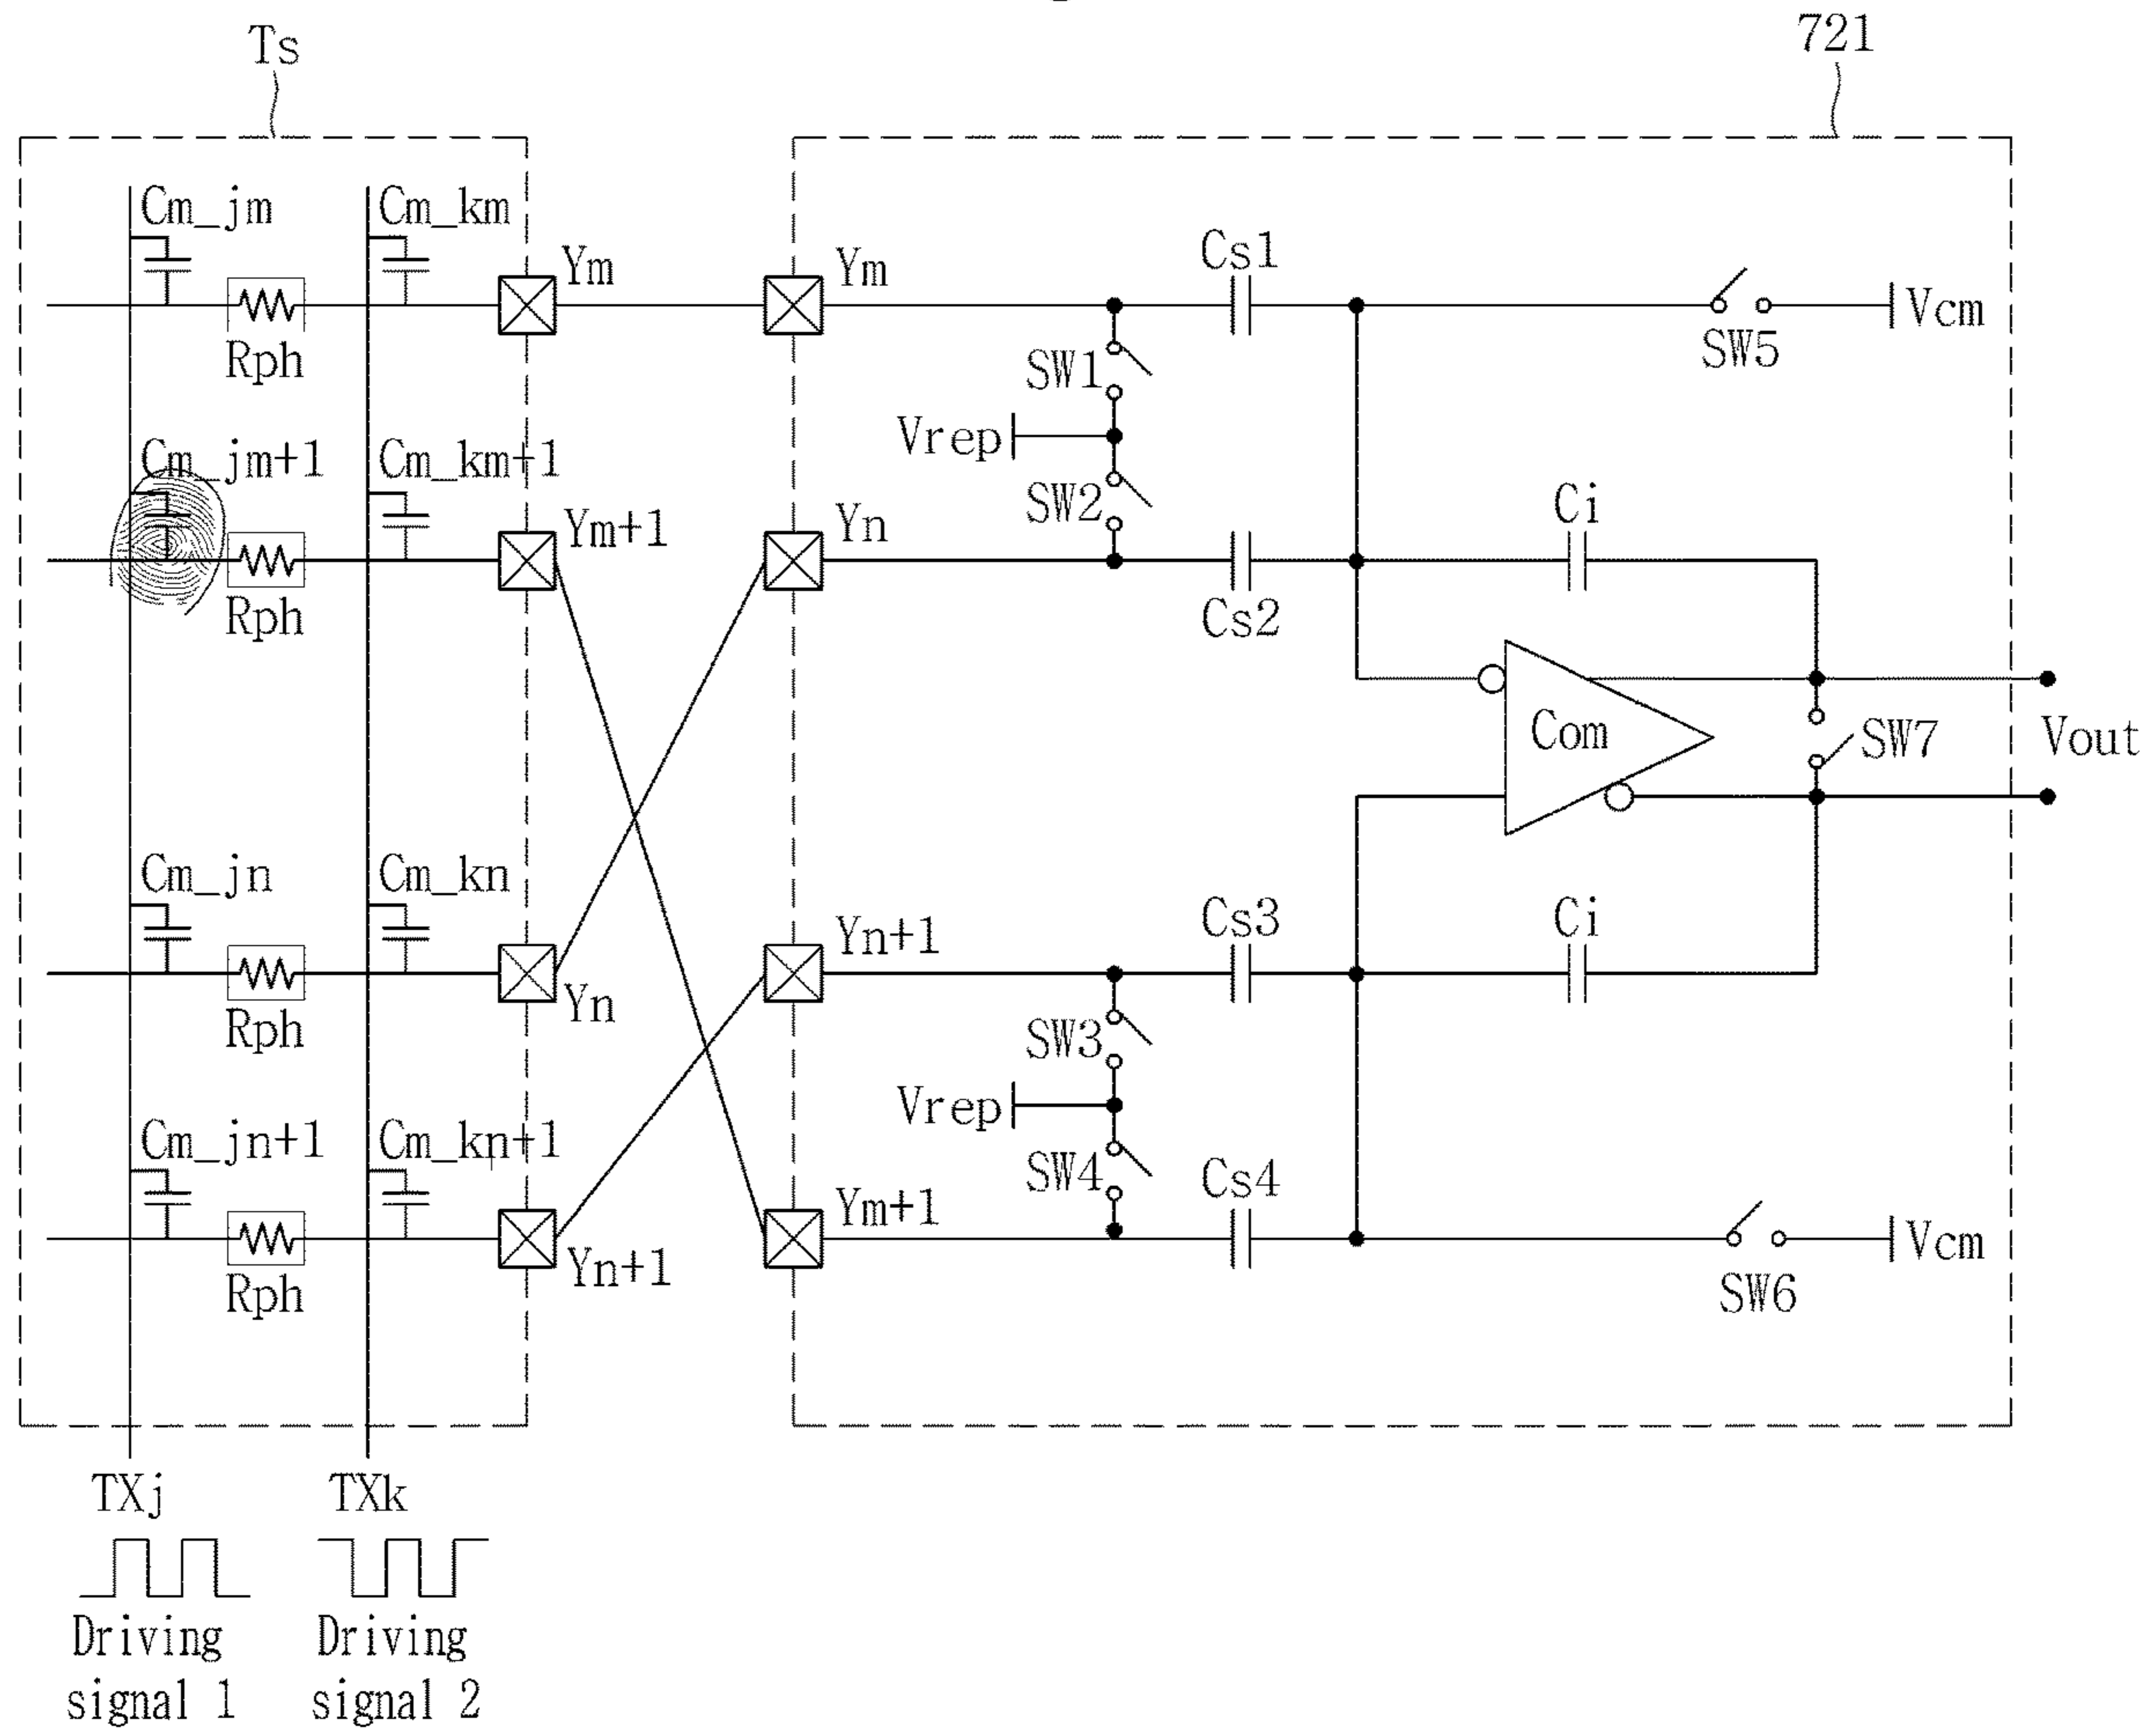 Ts
721
Cm_jm
Cm_km
Ym
Ym
Cs1
Rph
SW1
SW5
Vcm
Vrep
Cm_jm+1
Cm_km+1
SW2
Ym+1
Yn
Ci
Rph
Cs2
Com
SW7
Vout
Cm_jn
Cm_kn
Yn
Yn+1
Cs3
Ci
Rph
SW3
Vrep
Cm_jn+1
Cm_kn+1
SW4
Cs4
Ym+1
Yn+1
Vcm
Rph
SW6
TXj
TXk
Driving
signal 1
Driving
signal 2